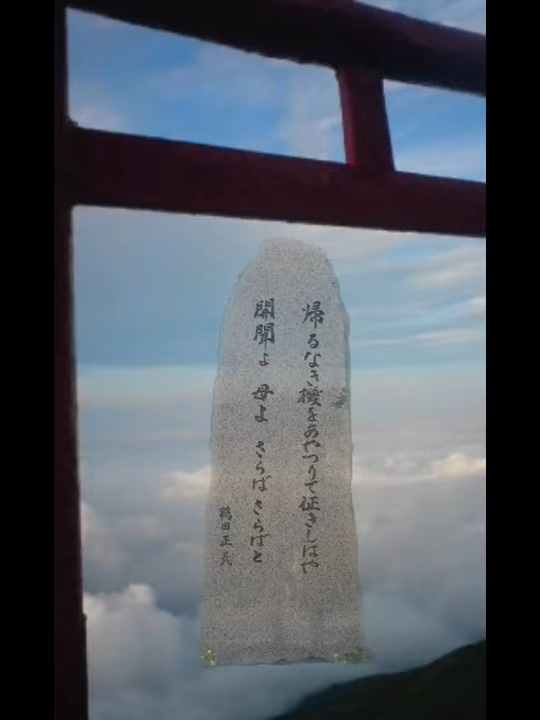 帰るなき機をあやつりて征きしはや
開聞よ 母よ さらばさらばと
鶴田正義